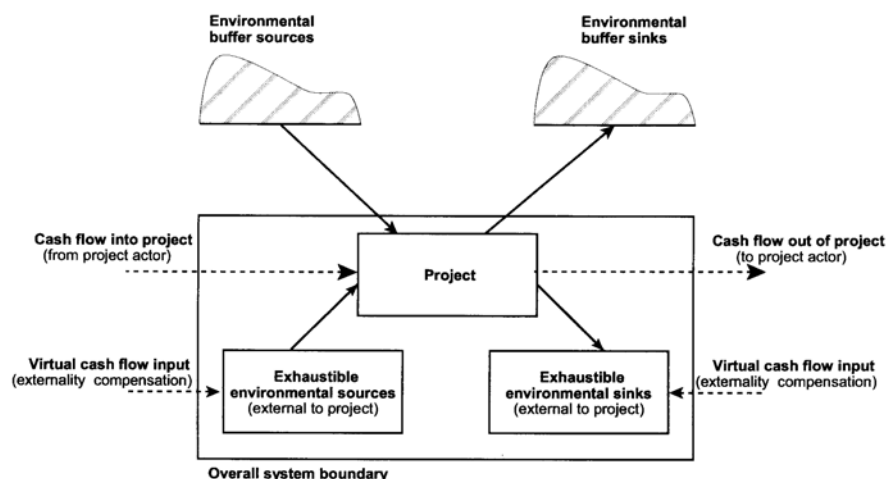 Environmental
buffer sources
Environmental
buffer sinks
Cash flow into project
(from project actor)
Project
Cash flow out of project
(to project actor)
Virtual cash flow input
(externality compensation)
Exhaustible
environmental sources
(external to project)
Exhaustible
environmental sinks
(external to project)
Virtual cash flow input
(externality compensation)
Overall system boundary